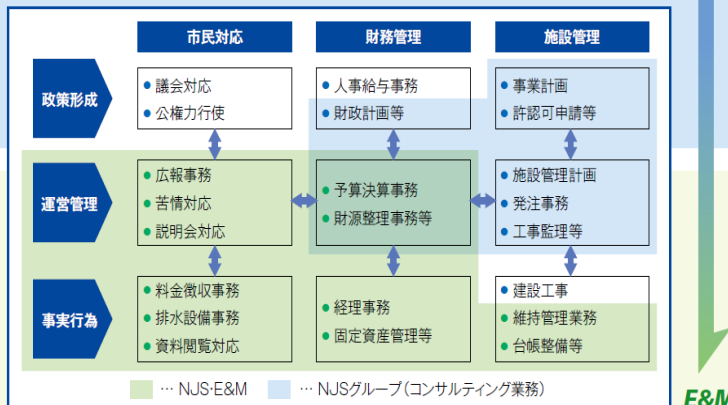 市民対応
財務管理
施設管理
政策形成
● 議会対応
● 公権力行使
● 人事給与事務
● 財政計画等
● 事業計画
● 許認可申請等
運営管理
● 広報事務
● 苦情対応
● 説明会対応
● 予算決算事務
● 財源整理事務等
● 施設管理計画
● 発注事務
● 工事監理等
事実行為
● 料金徴収事務
● 排水設備事務
● 資料閲覧対応
● 経理事務
● 固定資産管理等
● 建設工事
● 維持管理業務
● 台帳整備等
… NJS・E&M
… NJSグループ(コンサルティング業務)
E&M